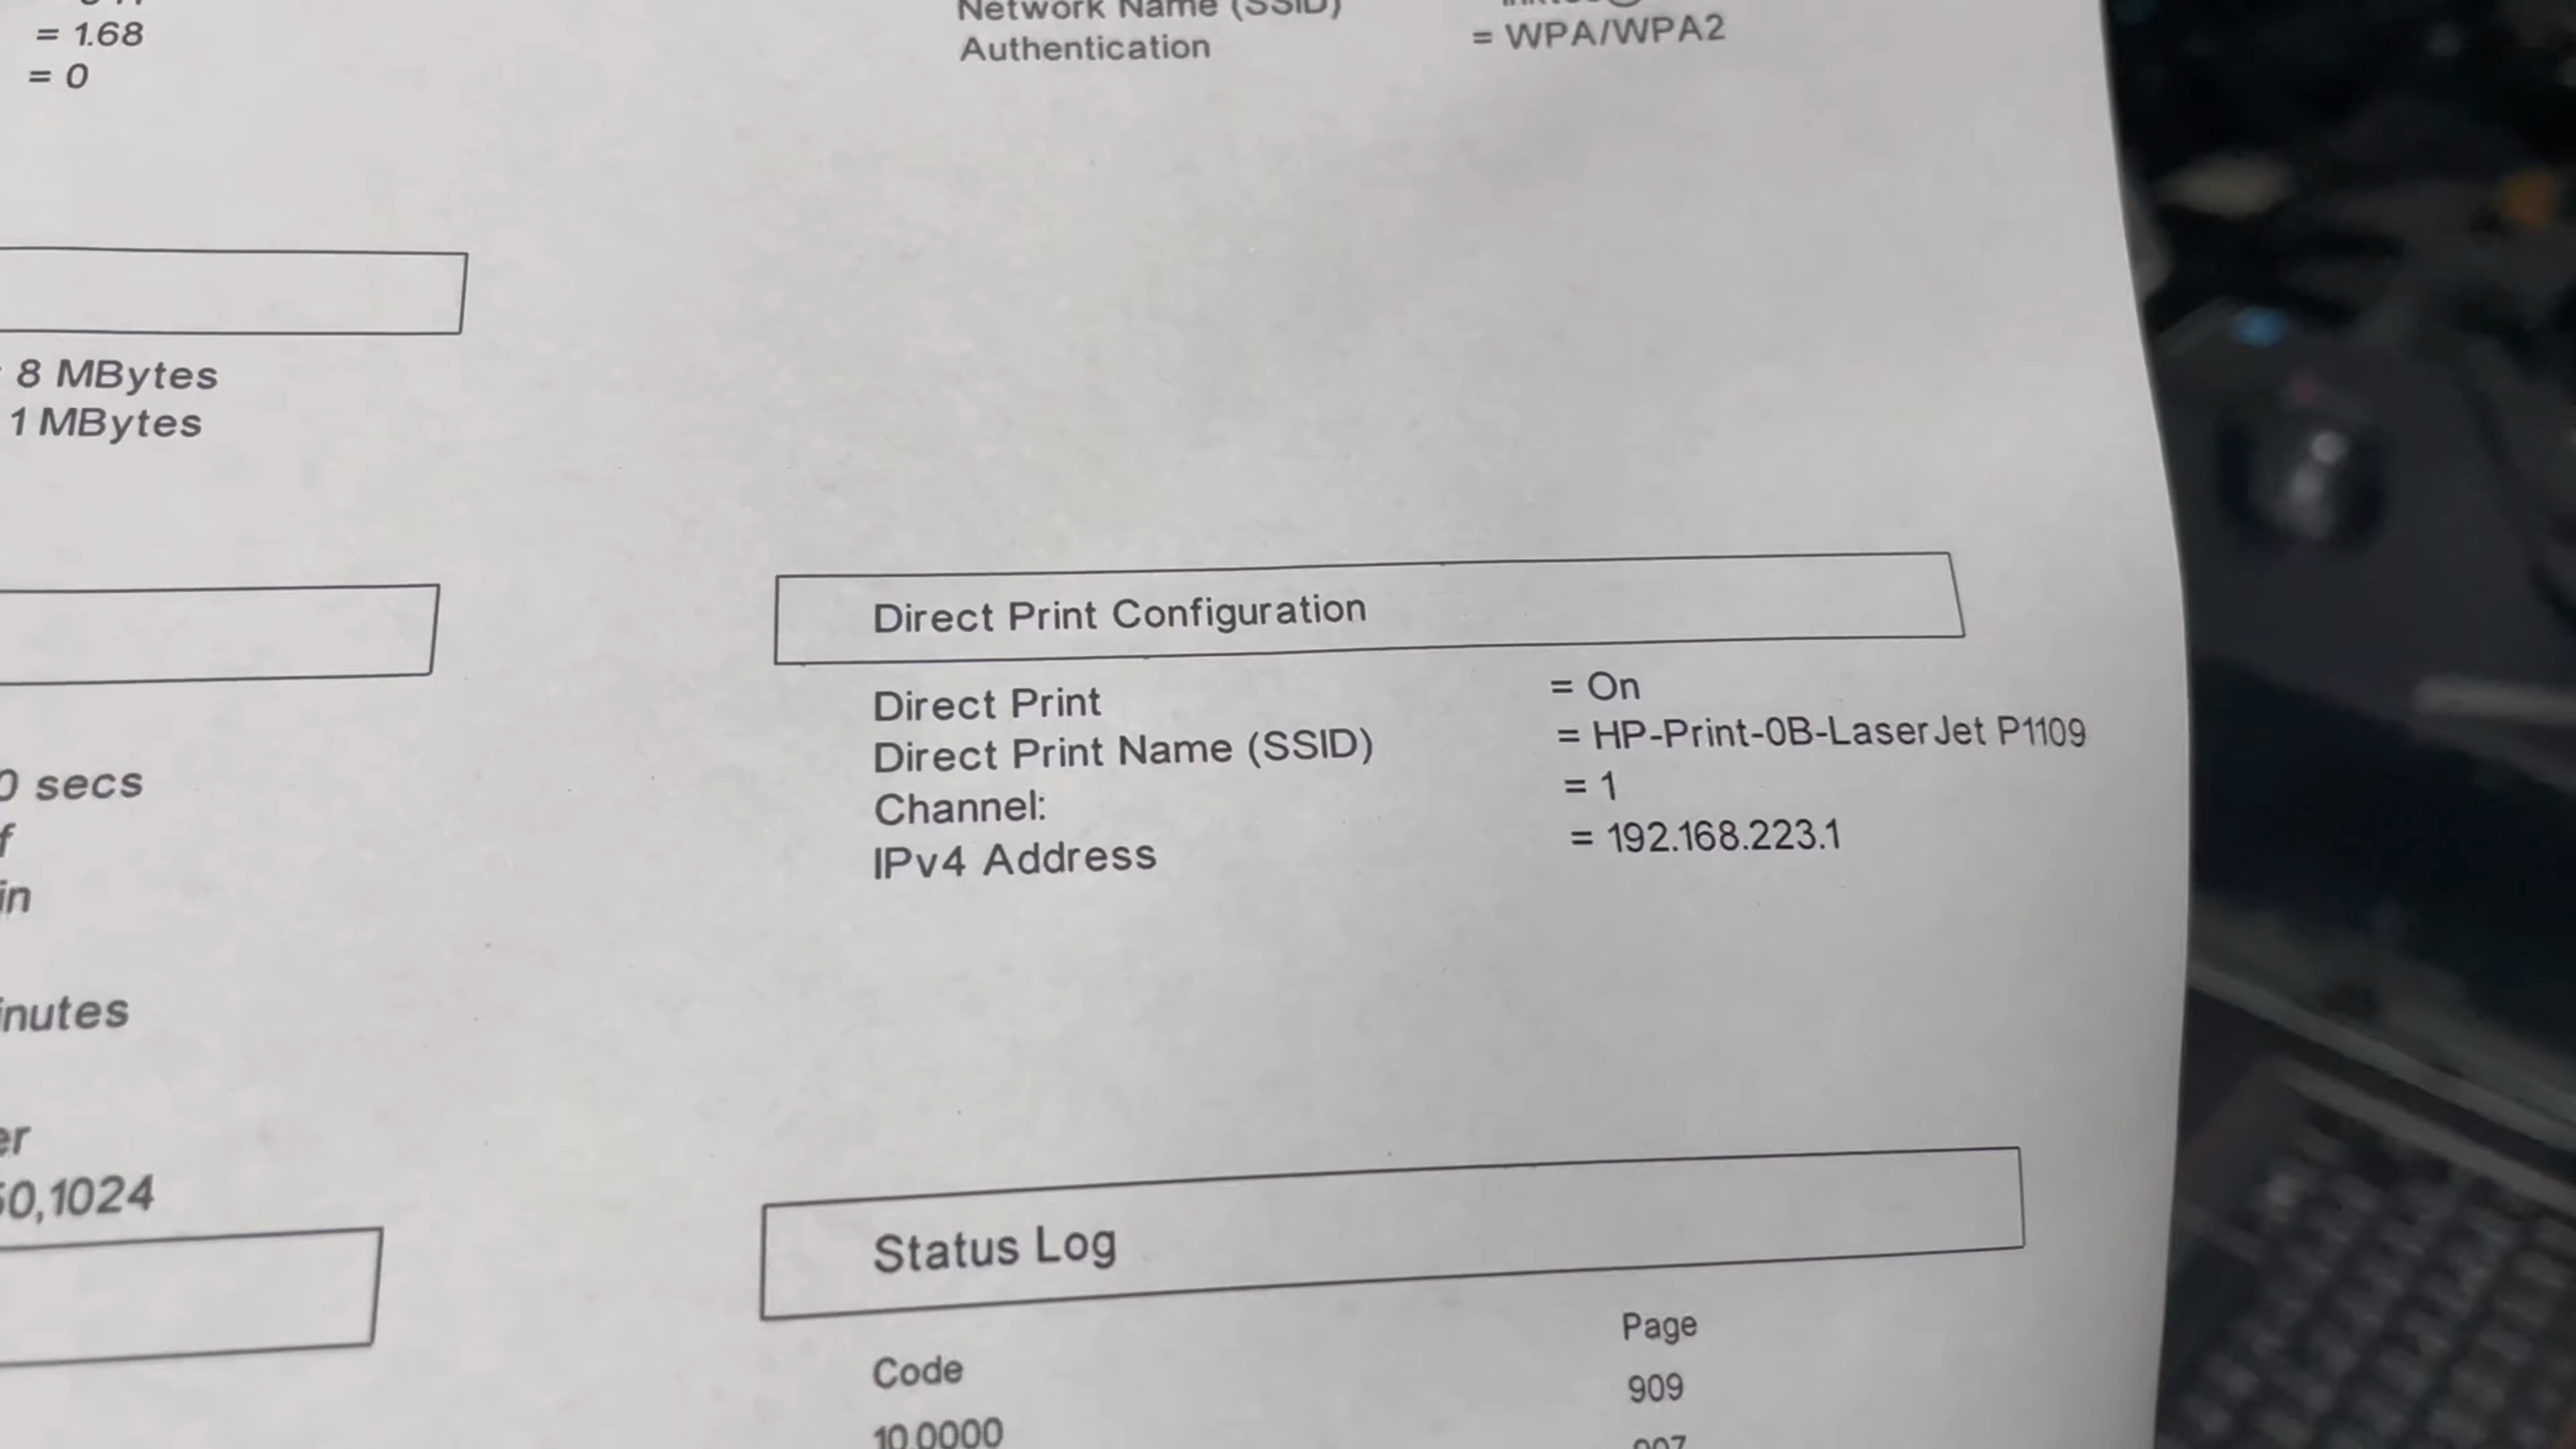 = 1.68
= 0
Network Name (SSID)
Authentication = WPA/WPA2
8 MBytes
1 MBytes
0 secs
inutes
50,1024
Direct Print Configuration
Direct Print = On
Direct Print Name (SSID) = HP-Print-0B-LaserJet P1109
Channel: = 1
IPv4 Address = 192.168.223.1
Status Log
Code Page
10.0000 909